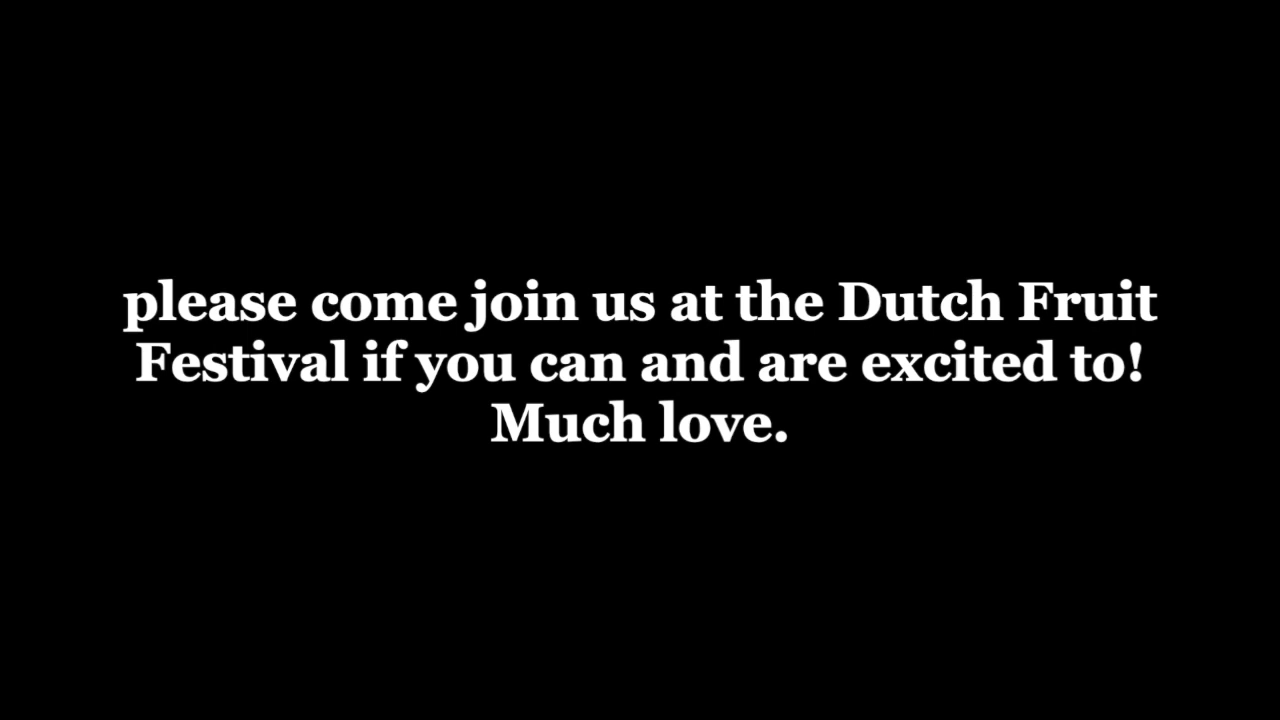 please come join us at the Dutch Fruit
Festival if you can and are excited to!
Much love.